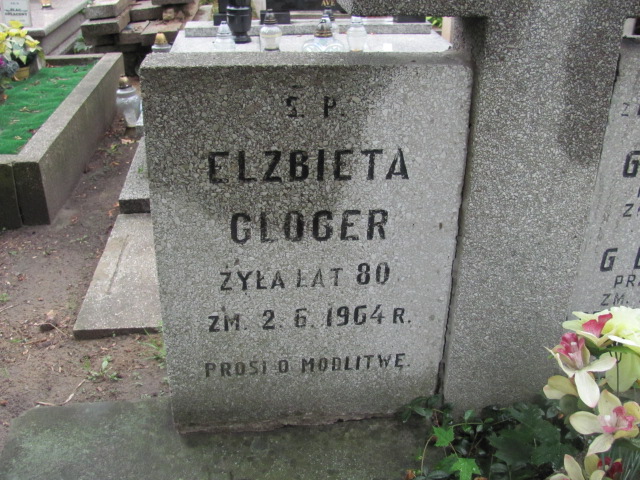 Ś. P.
ELZBIETA
GLOGER
ŻYŁA LAT 80
ZM. 2. 6. 1964 R.
PROSI O MODLITWĘ.